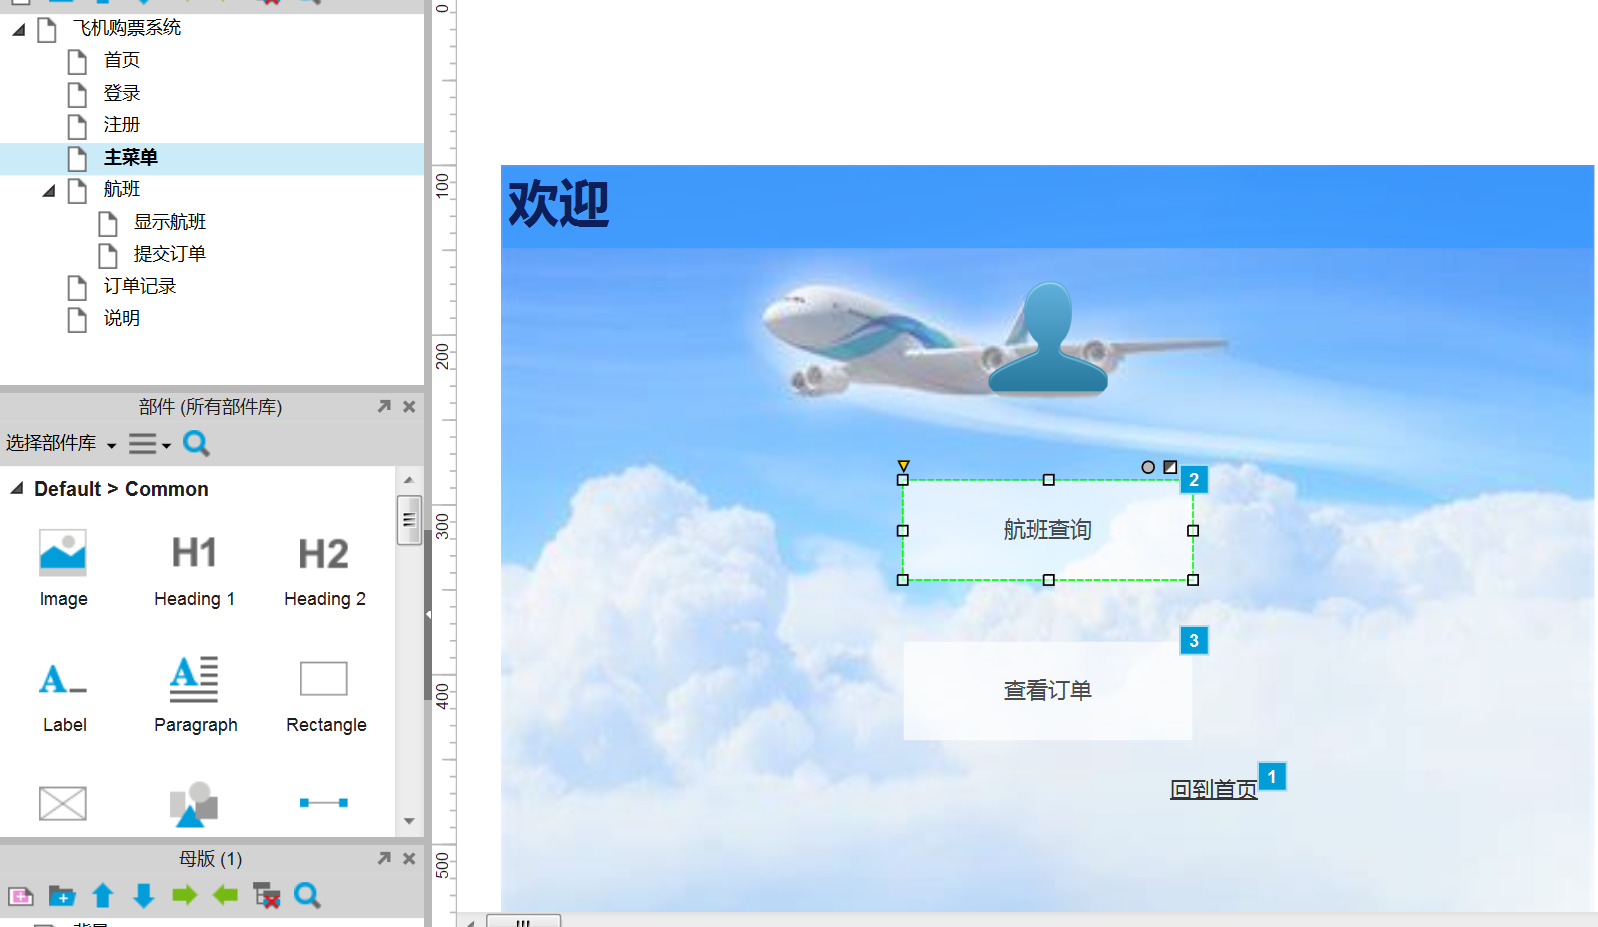 飞机购票系统
首页
登录
注册
主菜单
航班
显示航班
提交订单
订单记录
说明
部件 (所有部件库)
选择部件库
Default > Common
H1 H2
Image Heading 1 Heading 2
A A
Label Paragraph Rectangle
母版 (1)
0
100
200
300
400
500
欢迎
2
航班查询
3
查看订单
回到首页 1